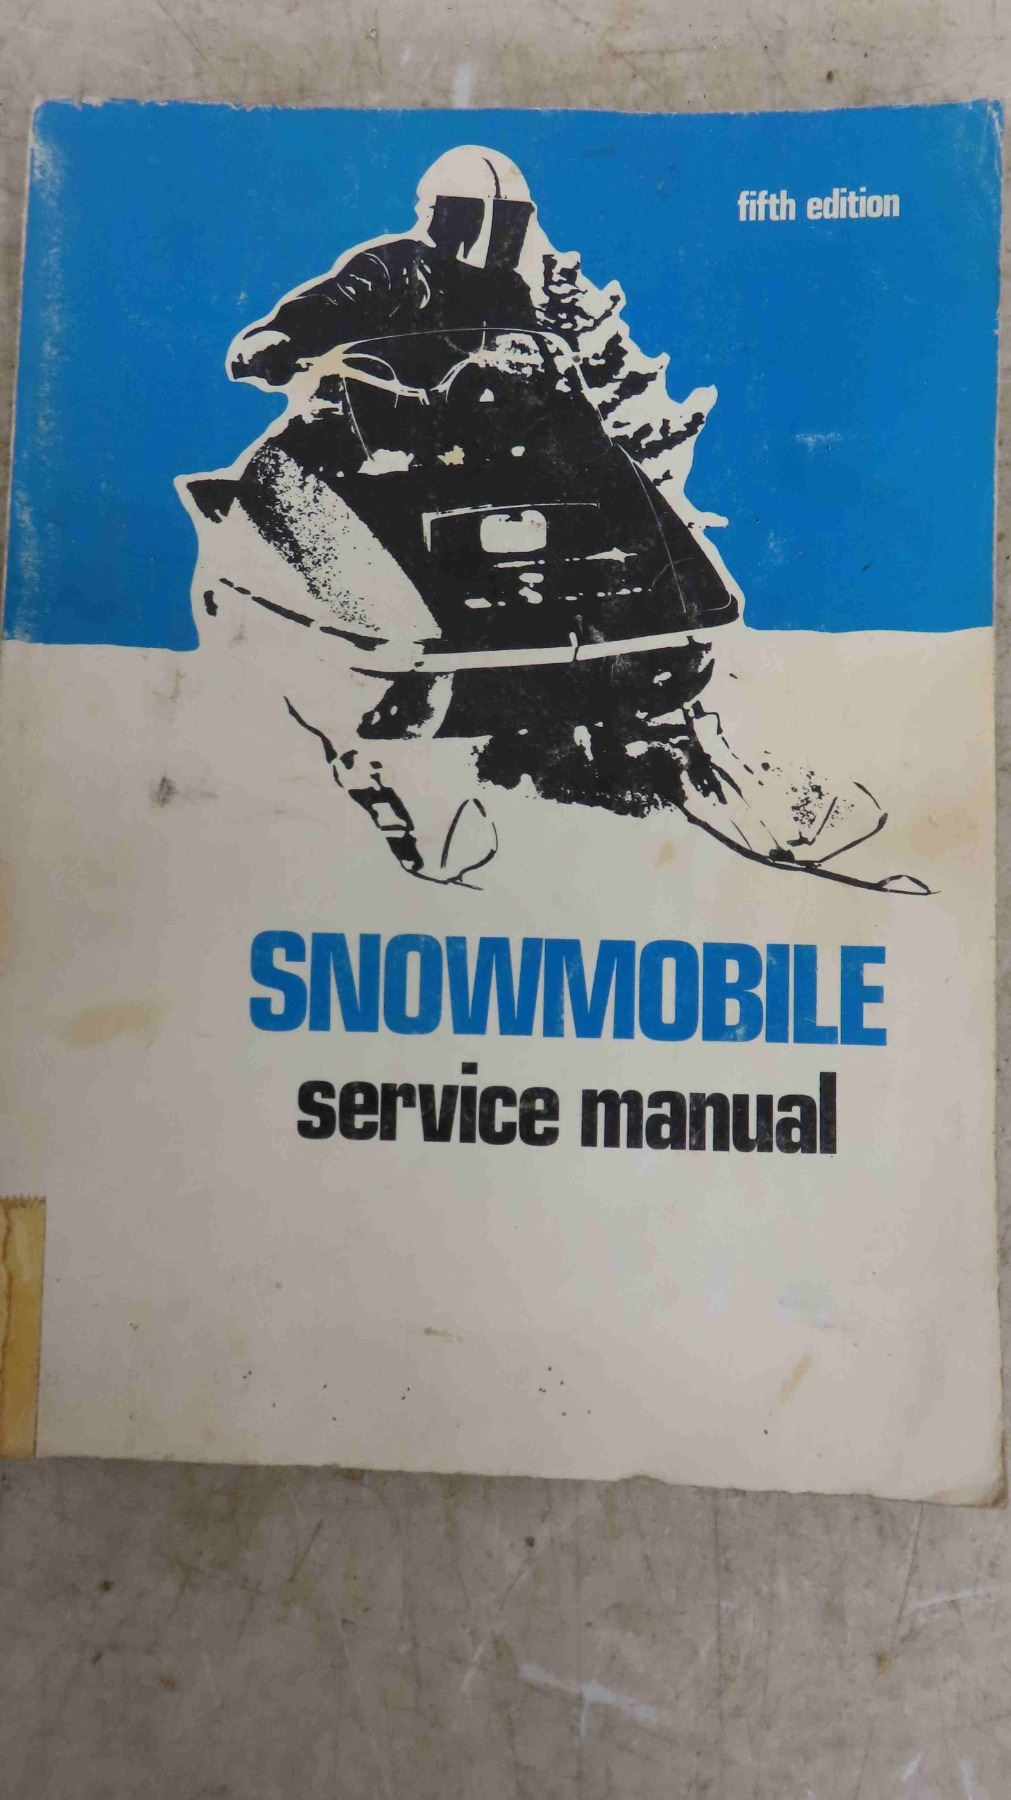 fifth edition
SNOWMOBILE
service manual